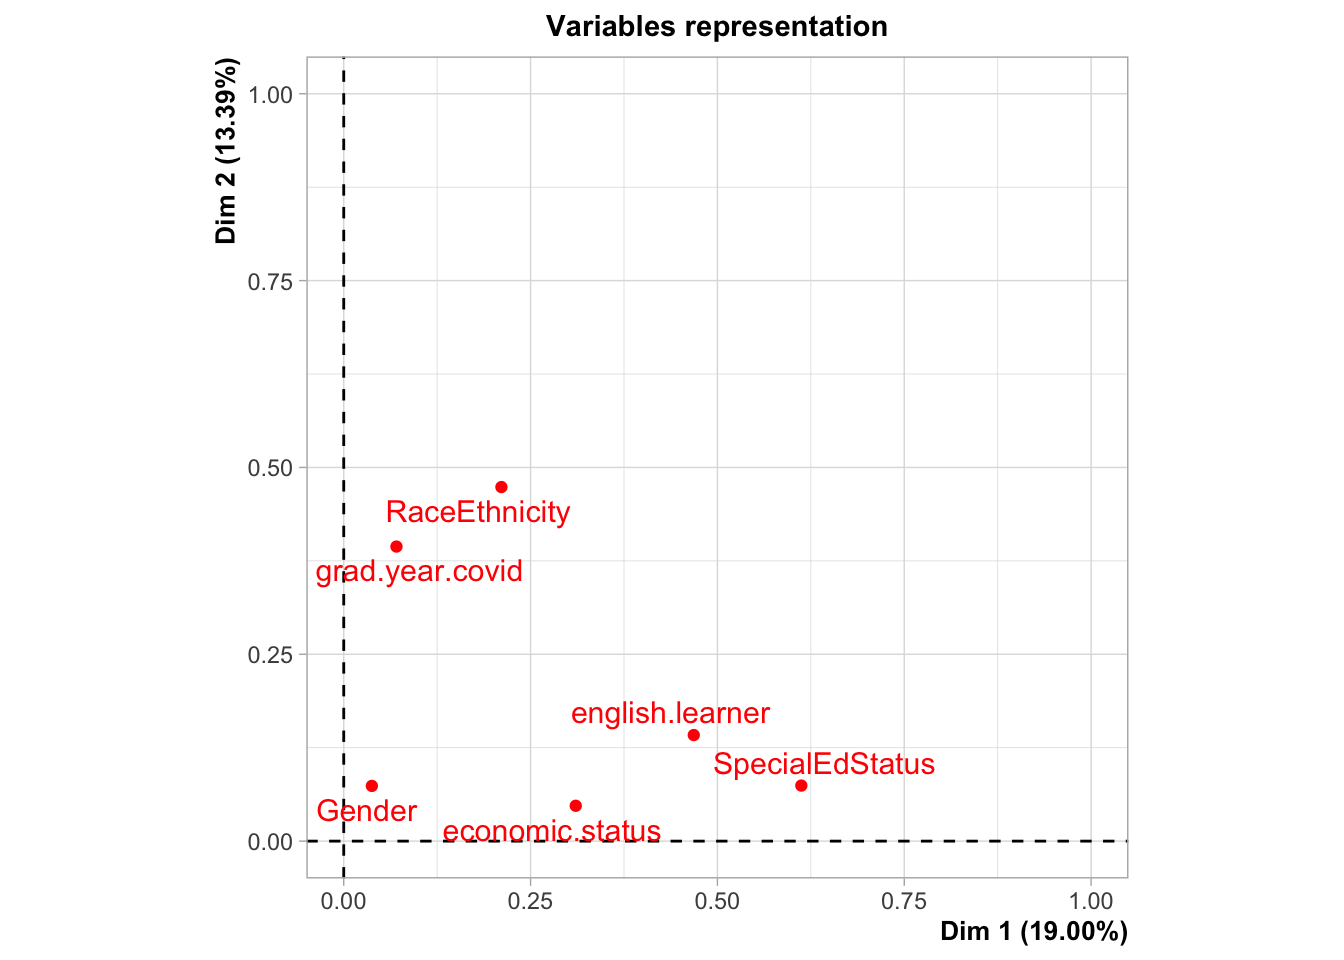 Variables representation
Dim 2 (13.39%)
1.00
0.75
0.50
0.25
0.00
RaceEthnicity
grad.year.covid
english.learner
SpecialEdStatus
Gender
economic.status
0.00 0.25 0.50 0.75 1.00
Dim 1 (19.00%)